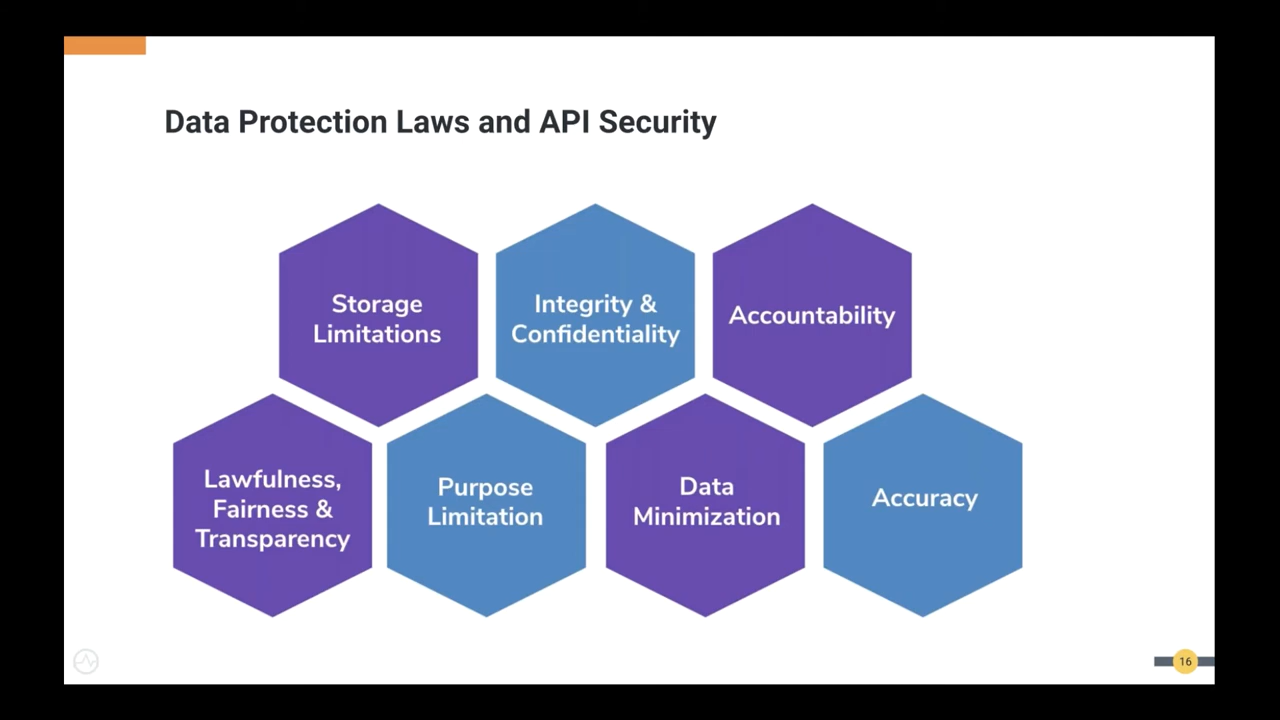 Data Protection Laws and API Security
Storage
Limitations
Integrity &
Confidentiality
Accountability
Lawfulness,
Fairness &
Transparency
Purpose
Limitation
Data
Minimization
Accuracy
16